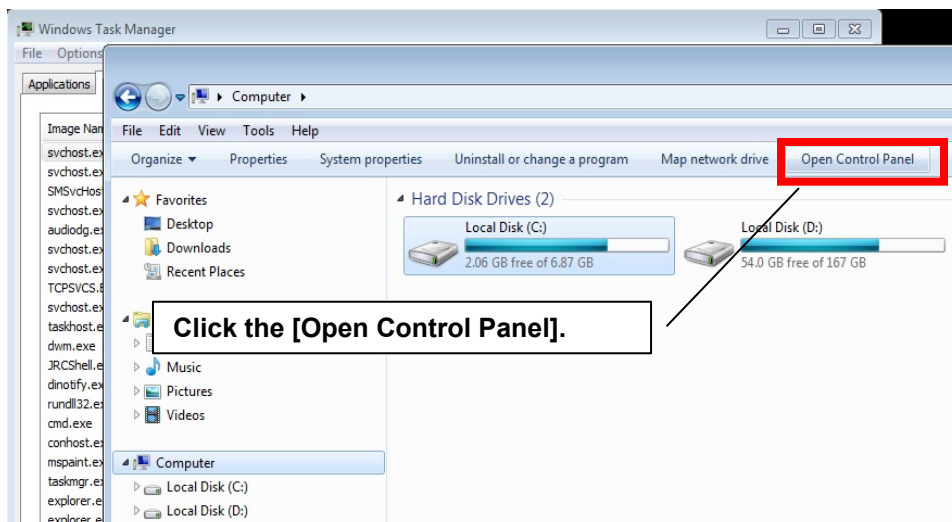 Windows Task Manager
File Options
Applications
Computer
File Edit View Tools Help
Organize Properties System properties Uninstall or change a program Map network drive Open Control Panel
Image Nam
svchost.ex
svchost.ex
SMSvcHos
svchost.ex
audiodg.ex
svchost.ex
svchost.ex
TCPSVCS.E
svchost.ex
taskhost.e
dwm.exe
JRCShell.e
dinotify.ex
rundll32.ex
cmd.exe
conhost.ex
mspaint.ex
taskmgr.ex
explorer.e
explorer.e
Favorites
Desktop
Downloads
Recent Places
Music
Pictures
Videos
Computer
Local Disk (C:)
Local Disk (D:)
Hard Disk Drives (2)
Local Disk (C:)
2.06 GB free of 6.87 GB
Local Disk (D:)
54.0 GB free of 167 GB
Click the [Open Control Panel].